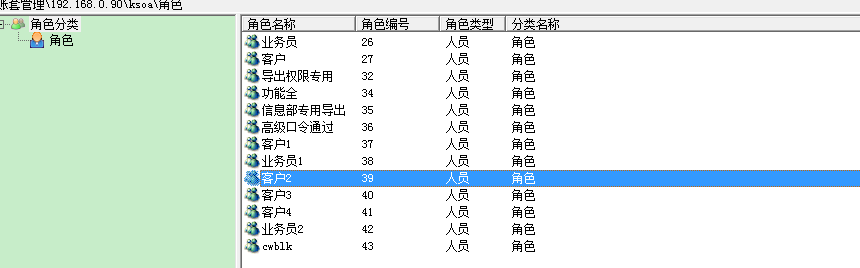 账套管理\192.168.0.90\ksoa\角色
角色分类
角色
角色名称 角色编号 角色类型 分类名称
业务员 26 人员 角色
客户 27 人员 角色
导出权限专用 32 人员 角色
功能全 34 人员 角色
信息部专用导出 35 人员 角色
高级口令通过 36 人员 角色
客户1 37 人员 角色
业务员1 38 人员 角色
客户2 39 人员 角色
客户3 40 人员 角色
客户4 41 人员 角色
业务员2 42 人员 角色
cwblk 43 人员 角色